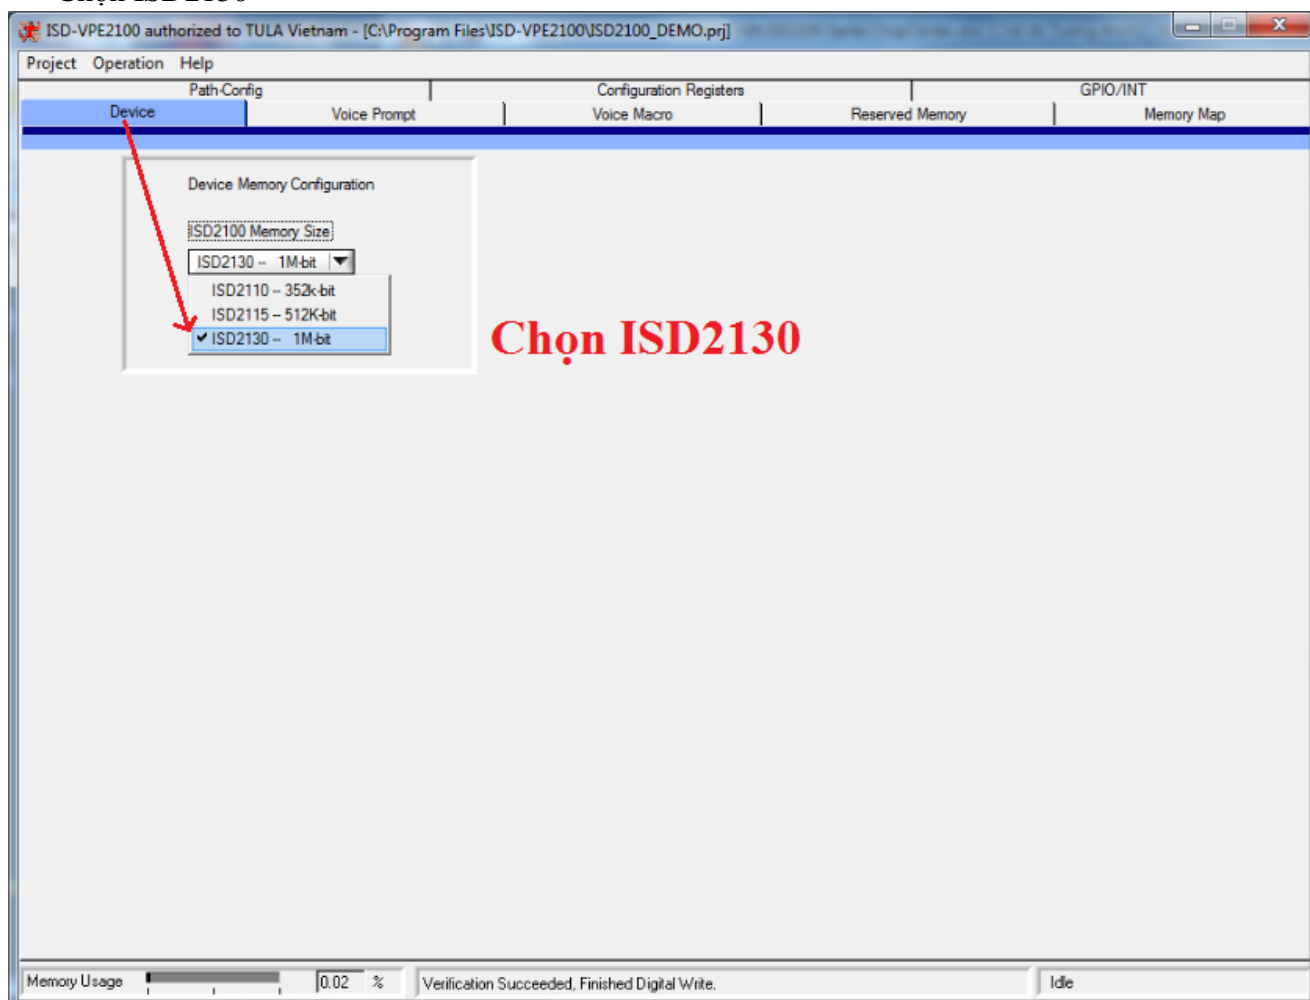 Chọn ISD2130
ISD-VPE2100 authorized to TULA Vietnam - [C:\Program Files\ISD-VPE2100\ISD2100_DEMO.prj]
Project Operation Help
Path-Config Configuration Registers GPIO/INT
Device Voice Prompt Voice Macro Reserved Memory Memory Map
Device Memory Configuration
ISD2100 Memory Size
ISD2130 -- 1M-bit
ISD2110 -- 352k-bit
ISD2115 -- 512K-bit
ISD2130 -- 1M-bit
Chọn ISD2130
Memory Usage 0.02 % Verification Succeeded, Finished Digital Write. Idle